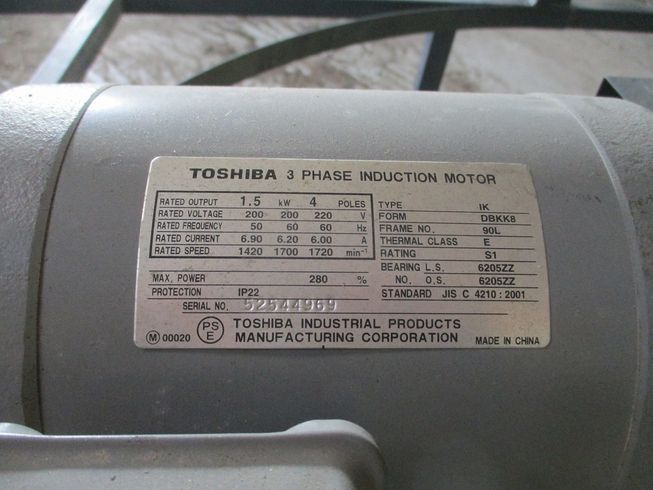 TOSHIBA 3 PHASE INDUCTION MOTOR
RATED OUTPUT 1.5 kW 4 POLES
RATED VOLTAGE 200 200 220 V
RATED FREQUENCY 50 60 60 Hz
RATED CURRENT 6.90 6.20 6.00 A
RATED SPEED 1420 1700 1720 min⁻¹
MAX. POWER 280 %
PROTECTION IP22
SERIAL NO. 52544969
TYPE IK
FORM DBKK8
FRAME NO. 90L
THERMAL CLASS E
RATING S1
BEARING L.S. 6205ZZ
NO. O.S. 6205ZZ
STANDARD JIS C 4210 : 2001
M 00020
PS
E
TOSHIBA INDUSTRIAL PRODUCTS
MANUFACTURING CORPORATION
MADE IN CHINA